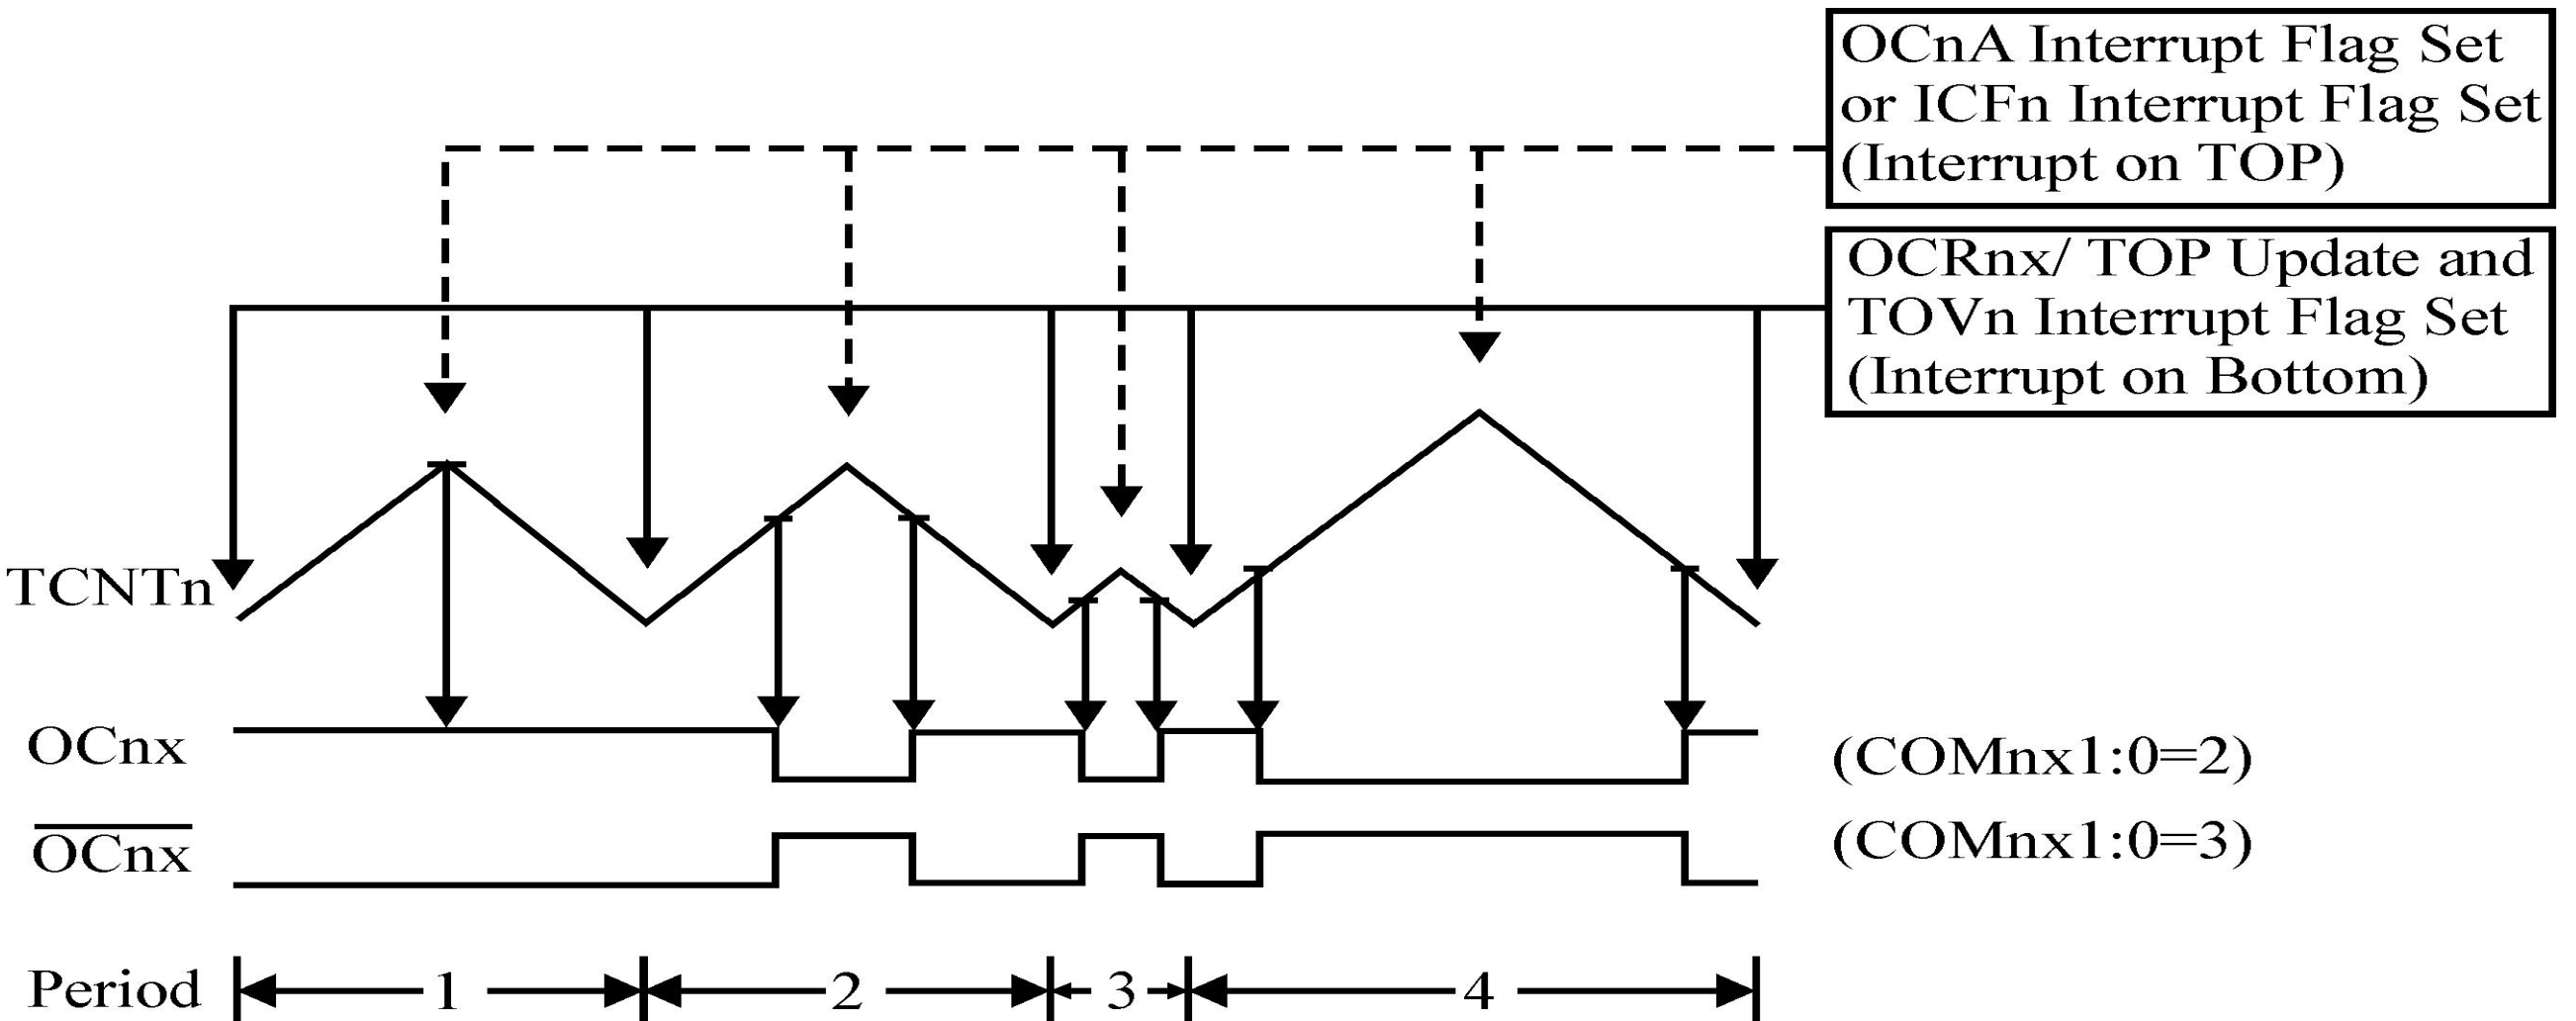 OCnA Interrupt Flag Set
or ICFn Interrupt Flag Set
(Interrupt on TOP)
OCRnx/ TOP Update and
TOVn Interrupt Flag Set
(Interrupt on Bottom)
TCNTn
OCnx
(COMnx1:0=2)
OCnx
(COMnx1:0=3)
Period 1 2 3 4